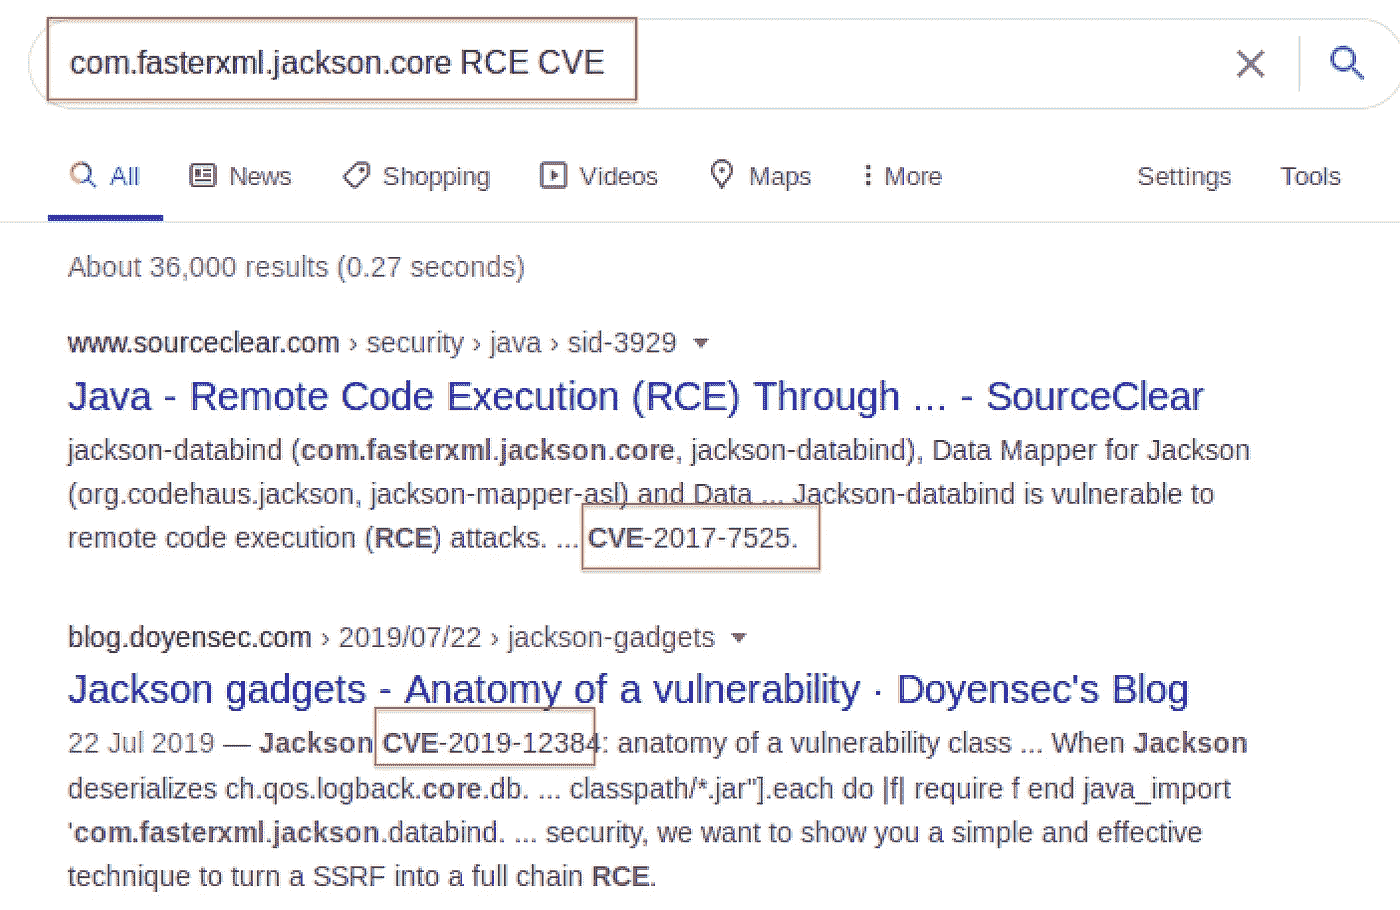 com.fasterxml.jackson.core RCE CVE
All News Shopping Videos Maps More Settings Tools
About 36,000 results (0.27 seconds)
www.sourceclear.com › security › java › sid-3929
Java - Remote Code Execution (RCE) Through ... - SourceClear
jackson-databind (com.fasterxml.jackson.core, jackson-databind), Data Mapper for Jackson
(org.codehaus.jackson, jackson-mapper-asl) and Data ... Jackson-databind is vulnerable to
remote code execution (RCE) attacks. ... CVE-2017-7525.
blog.doyensec.com › 2019/07/22 › jackson-gadgets
Jackson gadgets - Anatomy of a vulnerability · Doyensec's Blog
22 Jul 2019 — Jackson CVE-2019-12384: anatomy of a vulnerability class ... When Jackson
deserializes ch.qos.logback.core.db. ... classpath/*.jar"].each do |f| require f end java_import
'com.fasterxml.jackson.databind. ... security, we want to show you a simple and effective
technique to turn a SSRF into a full chain RCE.